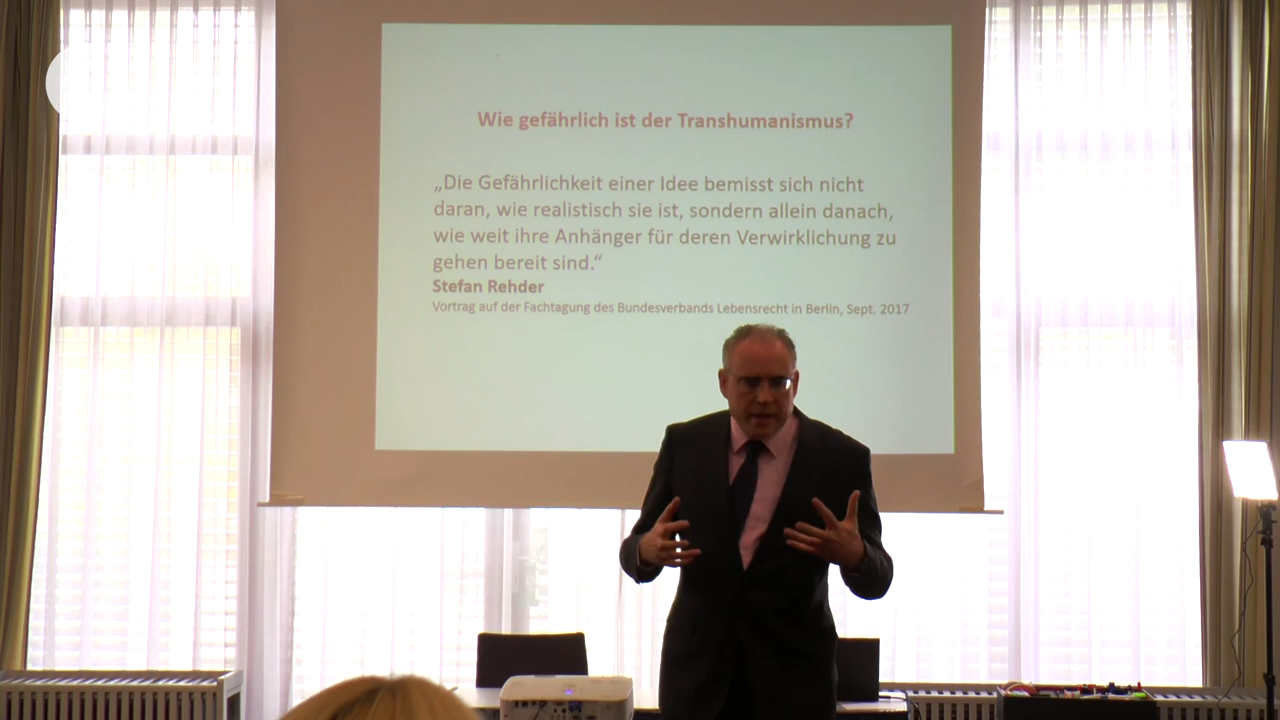 Wie gefährlich ist der Transhumanismus?
„Die Gefährlichkeit einer Idee bemisst sich nicht
daran, wie realistisch sie ist, sondern allein danach,
wie weit ihre Anhänger für deren Verwirklichung zu
gehen bereit sind.“
Stefan Rehder
Vortrag auf der Fachtagung des Bundesverbands Lebensrecht in Berlin, Sept. 2017